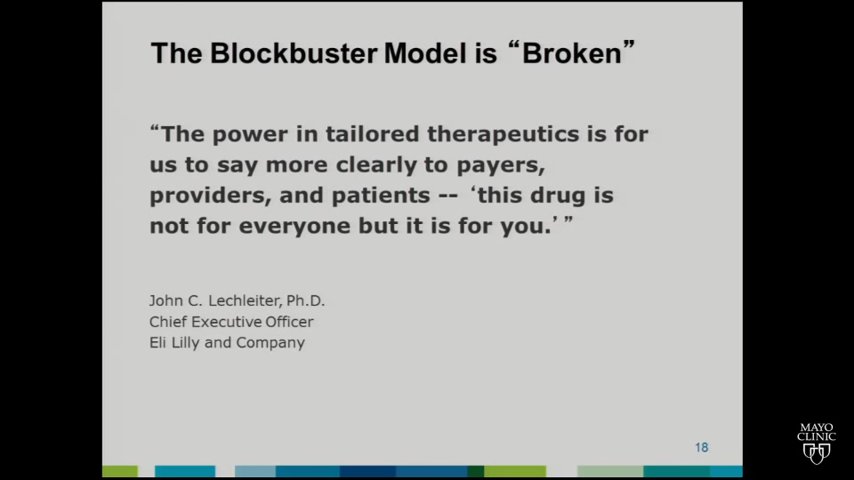 The Blockbuster Model is “Broken”
“The power in tailored therapeutics is for
us to say more clearly to payers,
providers, and patients -- ‘this drug is
not for everyone but it is for you.’ ”
John C. Lechleiter, Ph.D.
Chief Executive Officer
Eli Lilly and Company
18
MAYO
CLINIC